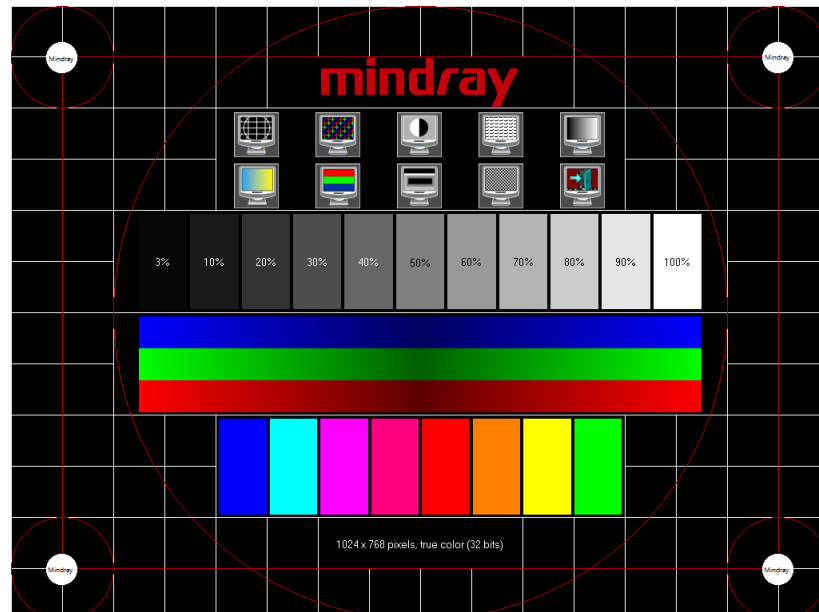 Mindray Mindray
mindray
3% 10% 20% 30% 40% 50% 60% 70% 80% 90% 100%
1024 x 768 pixels, true color (32 bits)
Mindray Mindray